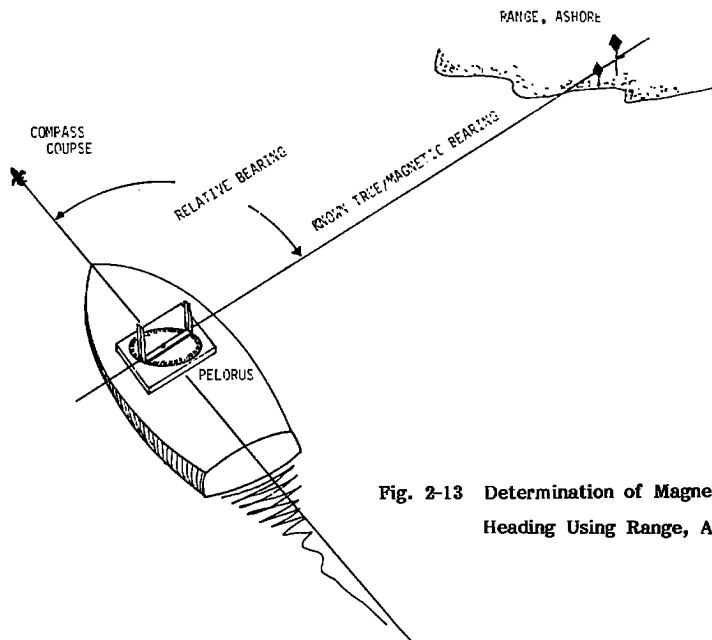 RANGE, ASHORE
COMPASS
COUPSE
RELATIVE BEARING
KNOWN TRUE/MAGNETIC BEARING
PELORUS
Fig. 2-13 Determination of Magne
Heading Using Range, A